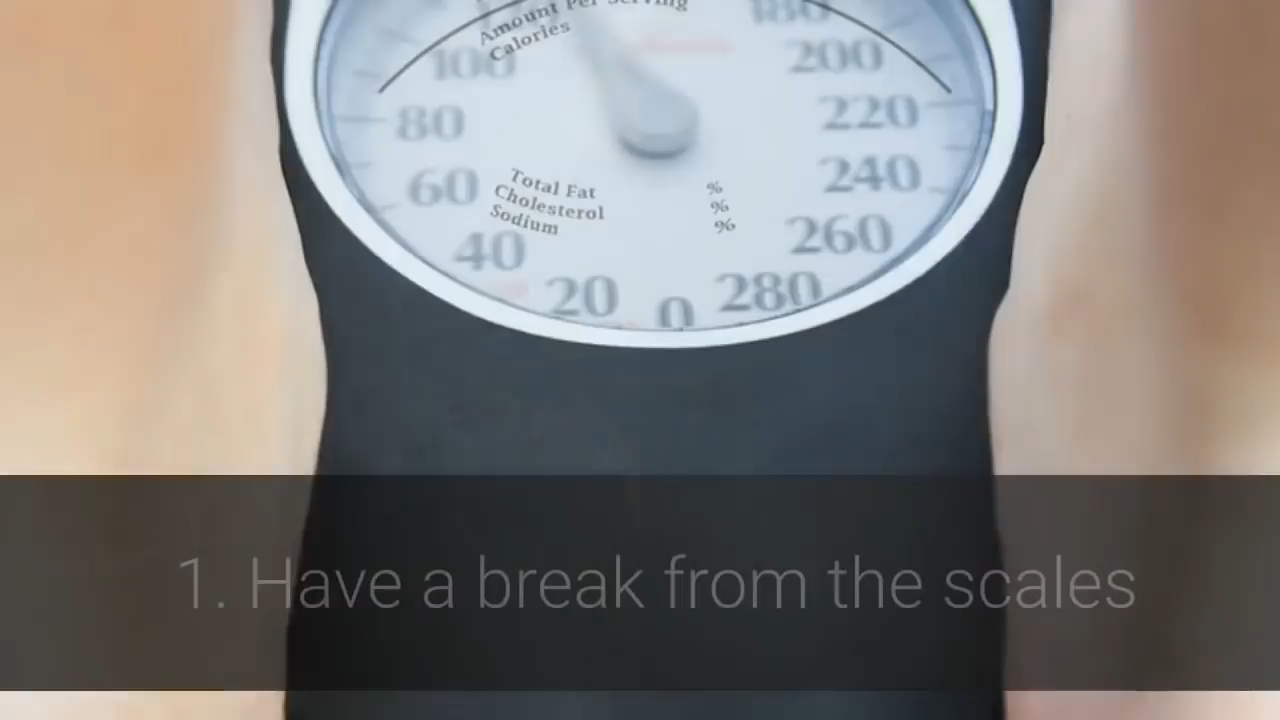 Amount Per Serving
Calories
180
100
200
80
220
Total Fat %
Cholesterol %
Sodium %
60
240
40
260
20
280
0
1. Have a break from the scales